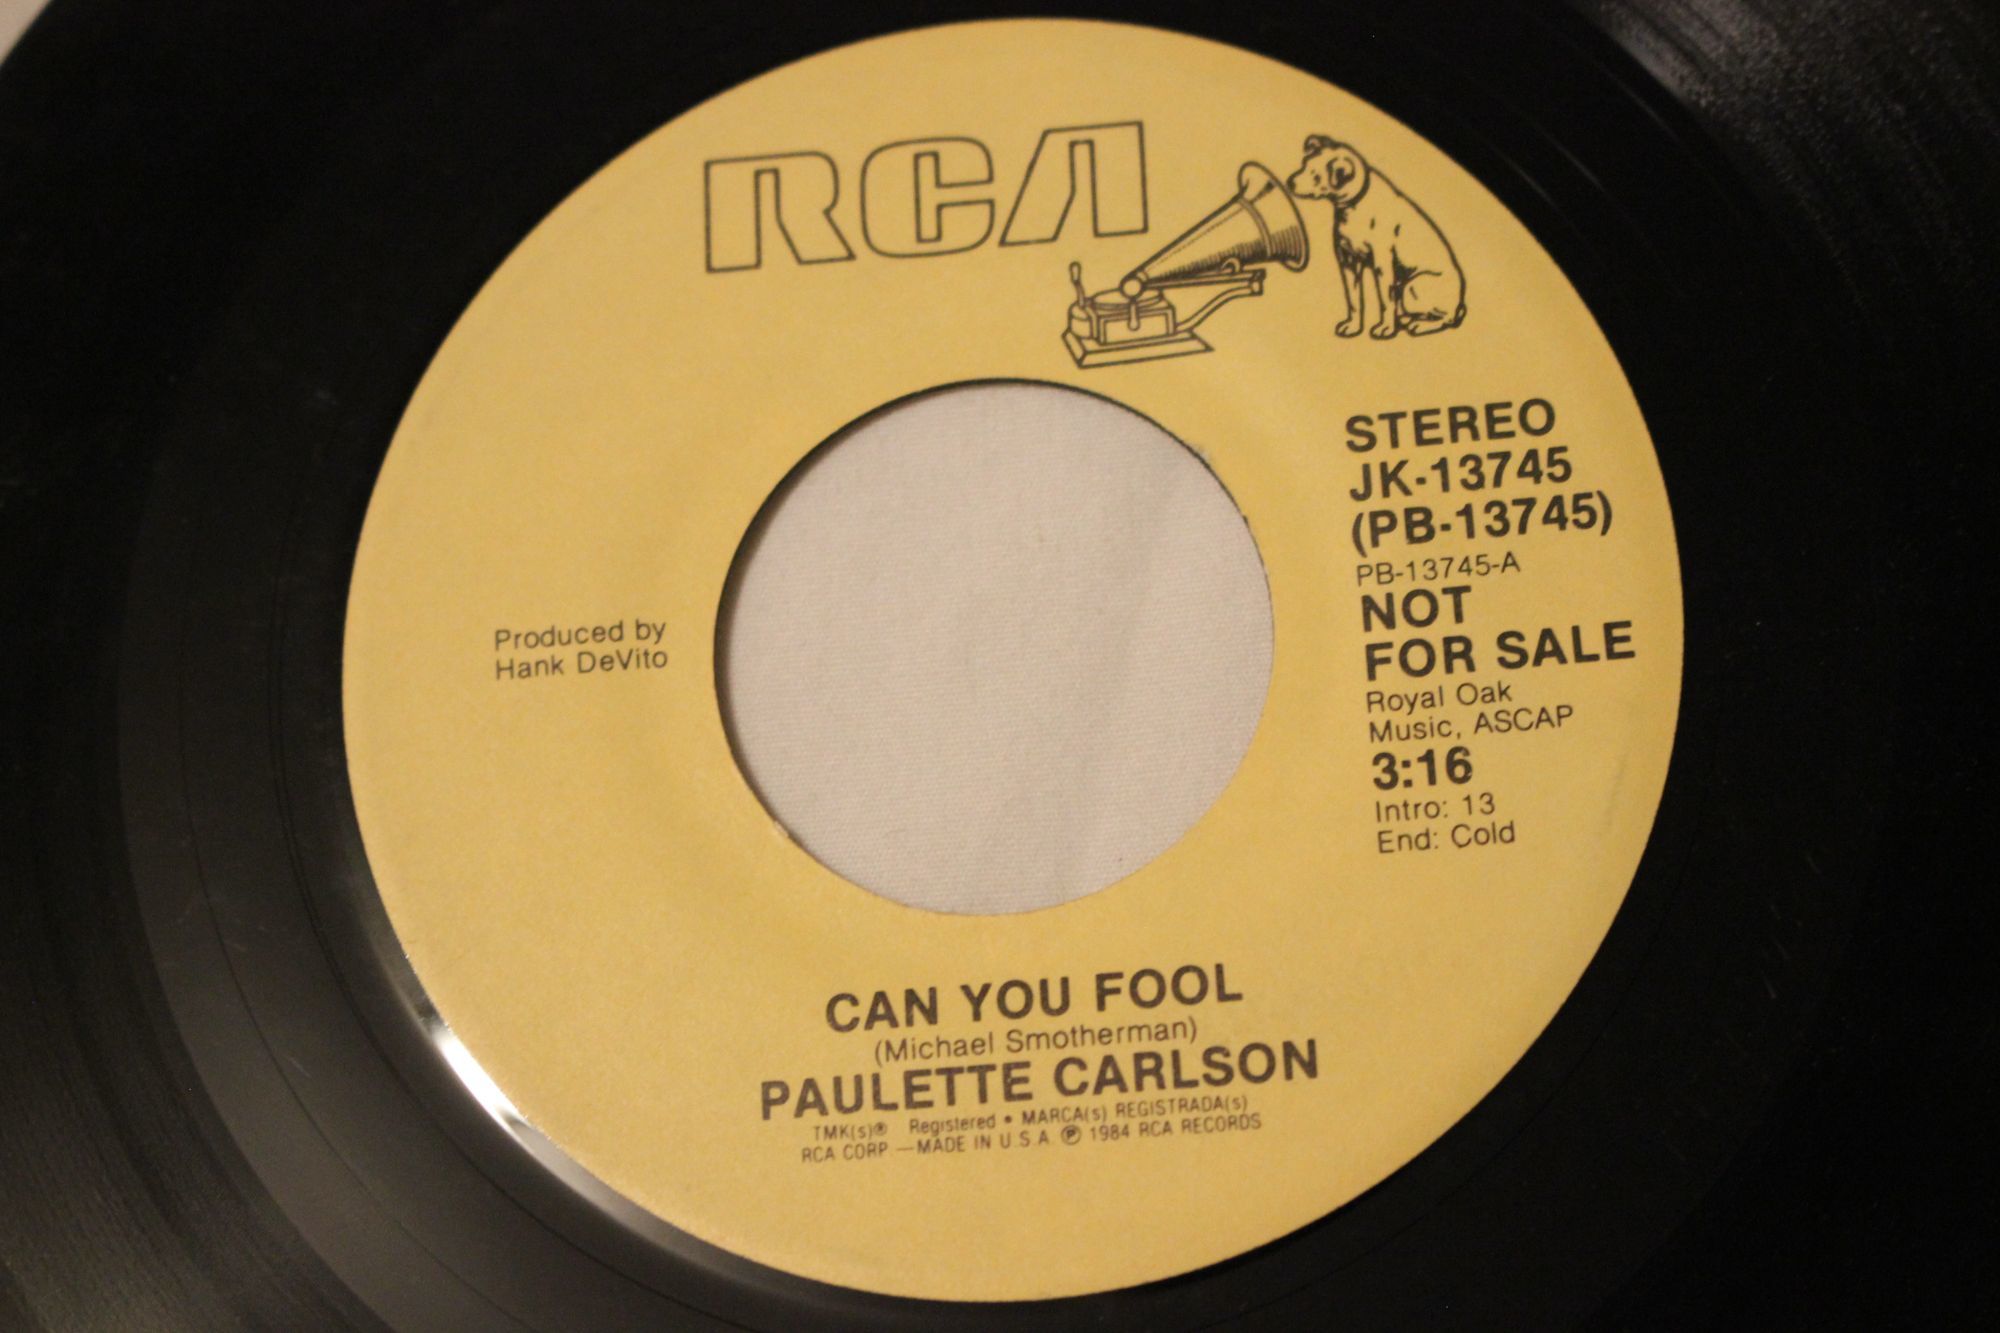 RCA
STEREO
JK-13745
(PB-13745)
PB-13745-A
NOT
FOR SALE
Royal Oak
Music, ASCAP
3:16
Intro: 13
End: Cold
Produced by
Hank DeVito
CAN YOU FOOL
(Michael Smotherman)
PAULETTE CARLSON
TMK(s)® Registered • MARCA(s) REGISTRADA(s)
RCA CORP —MADE IN U.S.A. ℗ 1984 RCA RECORDS